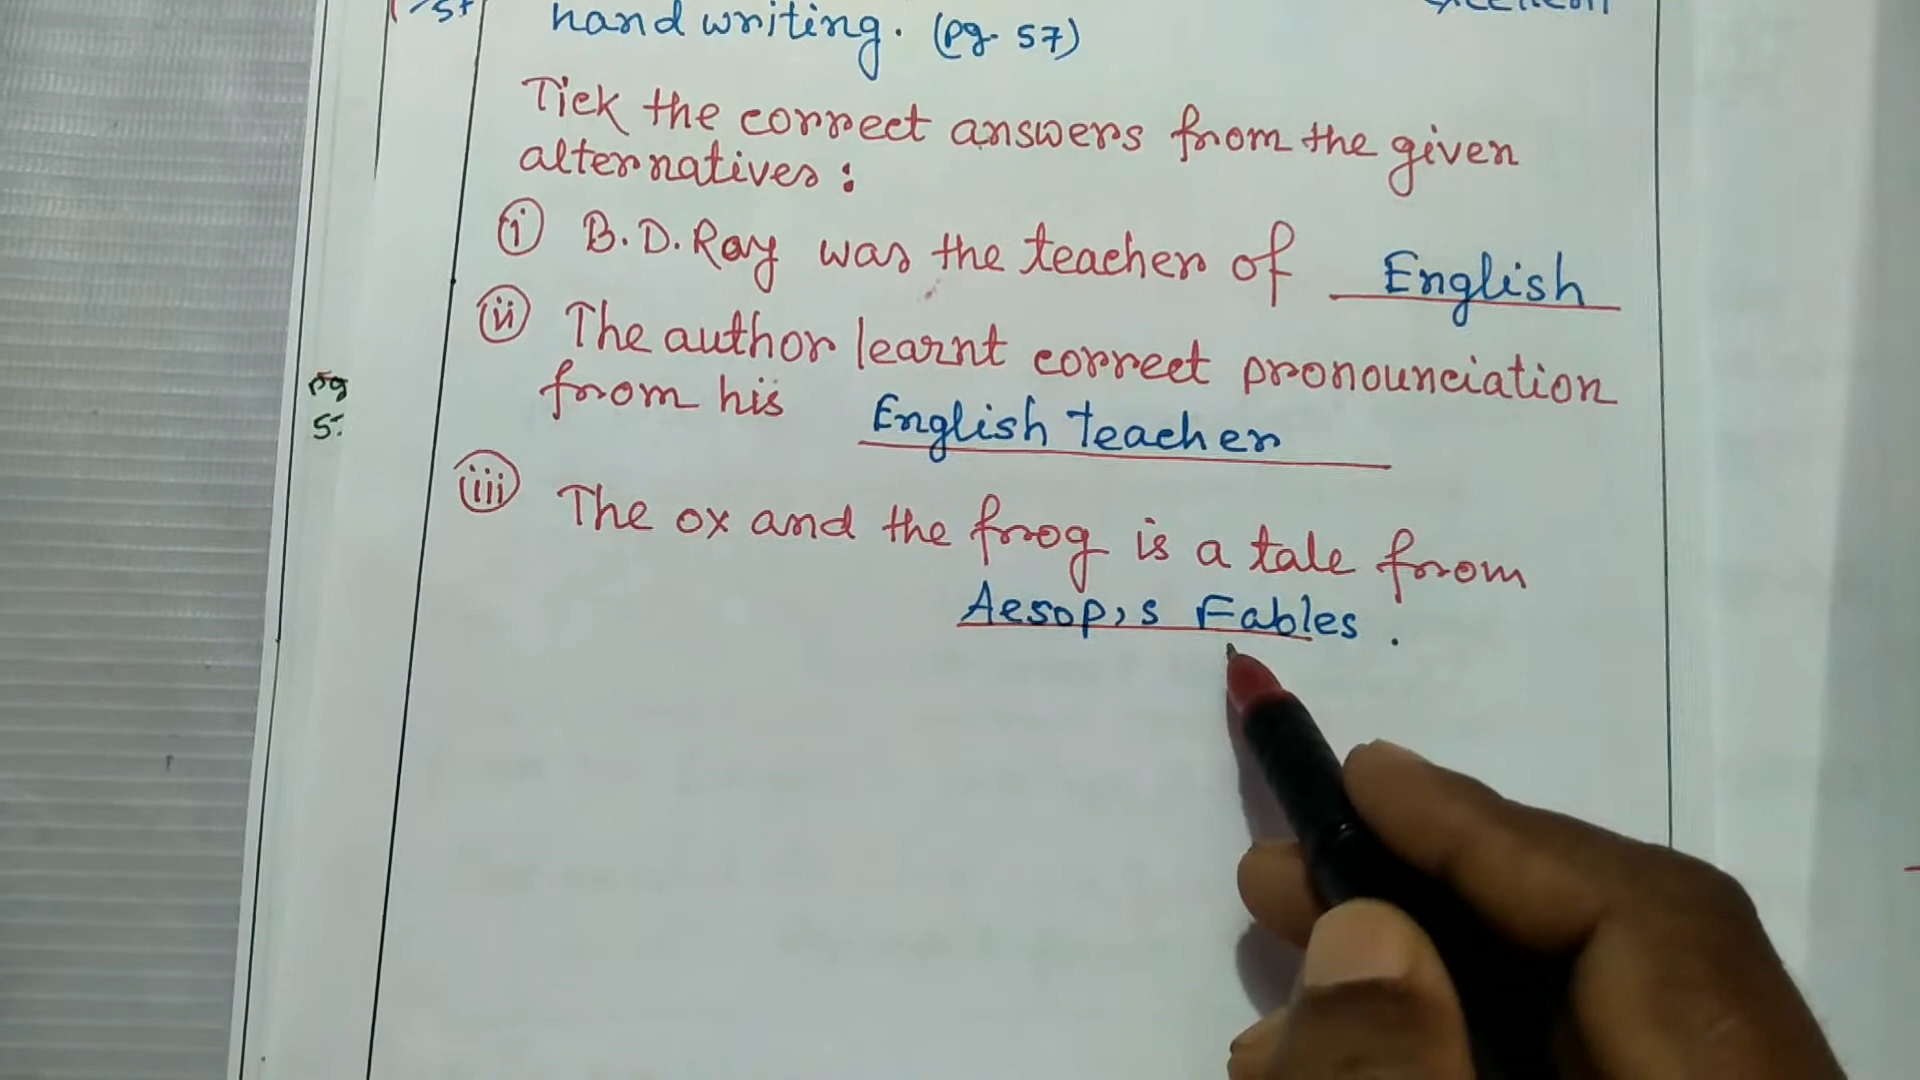 hand writing. (pg- 57)
Tick the correct answers from the given
alternatives :
(i) B.D. Ray was the teacher of English
(ii) The author learnt correct pronounciation
from his English teacher
(iii) The ox and the frog is a tale from
Aesop,s Fables.
pg